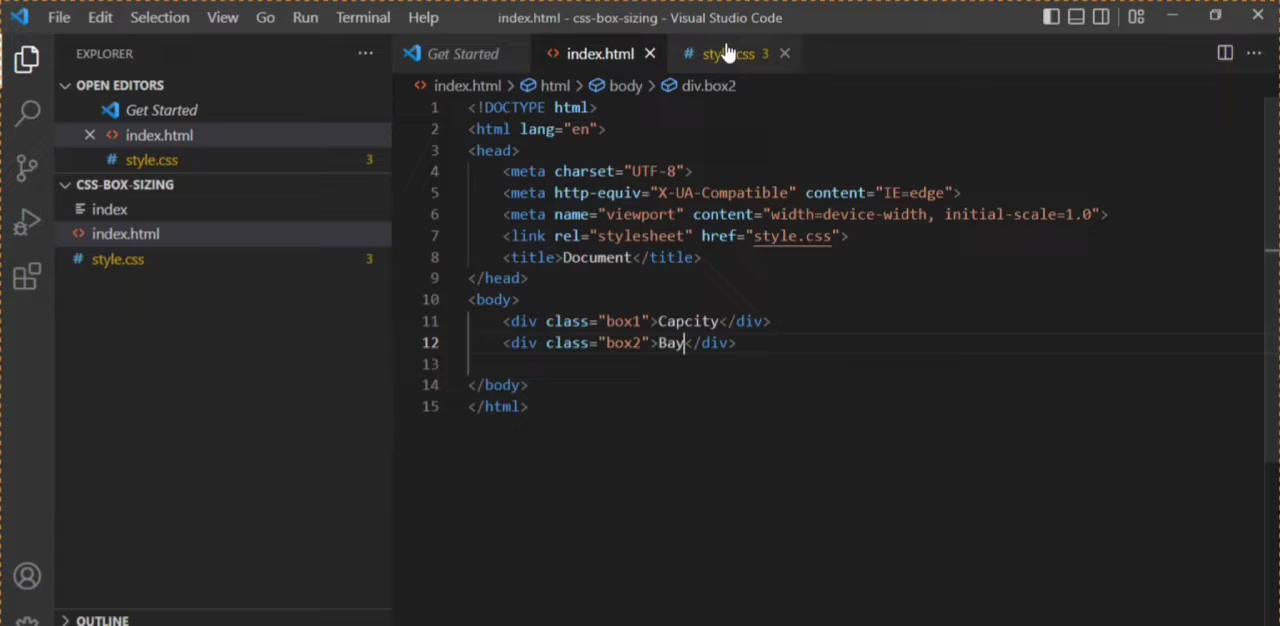 File Edit Selection View Go Run Terminal Help index.html - css-box-sizing - Visual Studio Code
EXPLORER
OPEN EDITORS
Get Started
index.html
style.css 3
CSS-BOX-SIZING
index
index.html
style.css 3
OUTLINE
Get Started index.html style.css 3
index.html > html > body > div.box2
1 <!DOCTYPE html>
2 <html lang="en">
3 <head>
4 <meta charset="UTF-8">
5 <meta http-equiv="X-UA-Compatible" content="IE=edge">
6 <meta name="viewport" content="width=device-width, initial-scale=1.0">
7 <link rel="stylesheet" href="style.css">
8 <title>Document</title>
9 </head>
10 <body>
11 <div class="box1">Capcity</div>
12 <div class="box2">Bay</div>
13
14 </body>
15 </html>